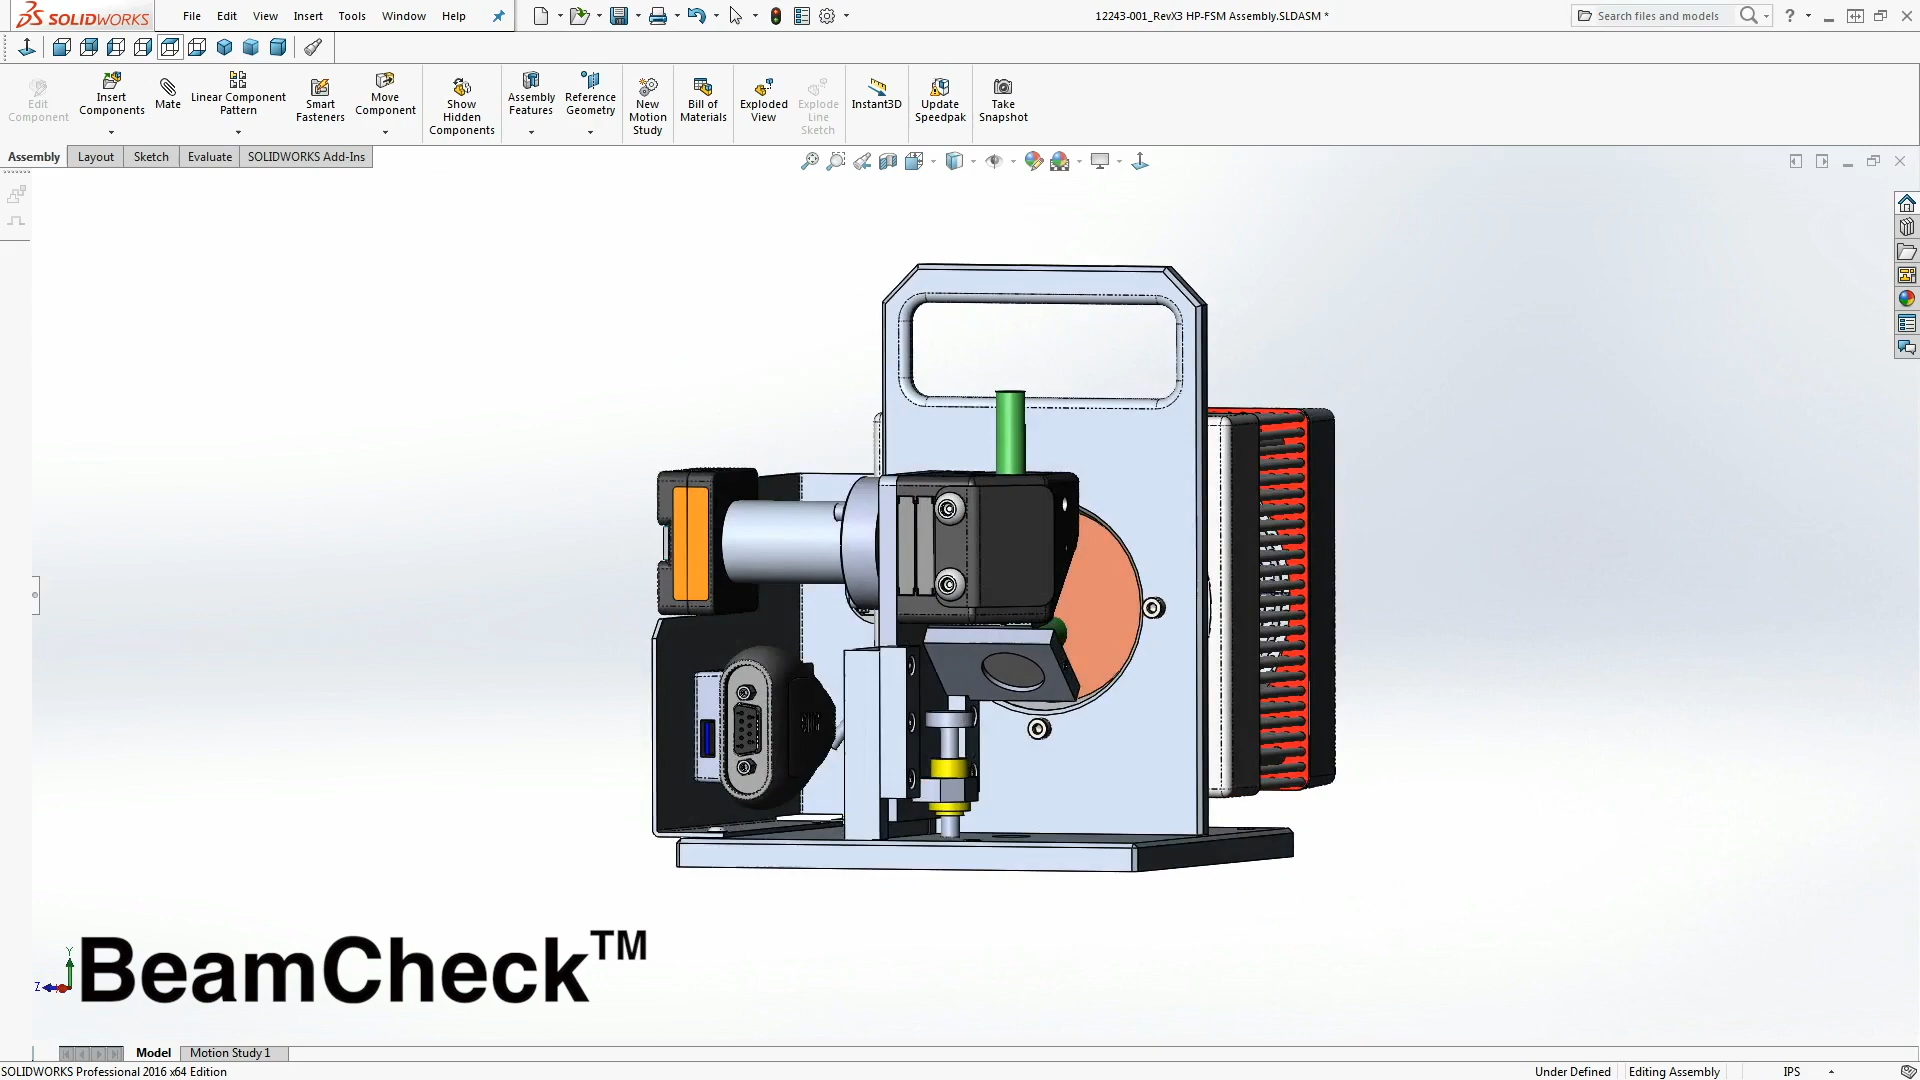 SOLIDWORKS File Edit View Insert Tools Window Help 12243-001_RevX3 HP-FSM Assembly.SLDASM * Search files and models ?
Edit Component
Insert Components
Mate
Linear Component Pattern
Smart Fasteners
Move Component
Show Hidden Components
Assembly Features
Reference Geometry
New Motion Study
Bill of Materials
Exploded View
Explode Line Sketch
Instant3D
Update Speedpak
Take Snapshot
Assembly Layout Sketch Evaluate SOLIDWORKS Add-Ins
Y
Z
BeamCheck™
Model Motion Study 1
SOLIDWORKS Professional 2016 x64 Edition Under Defined Editing Assembly IPS